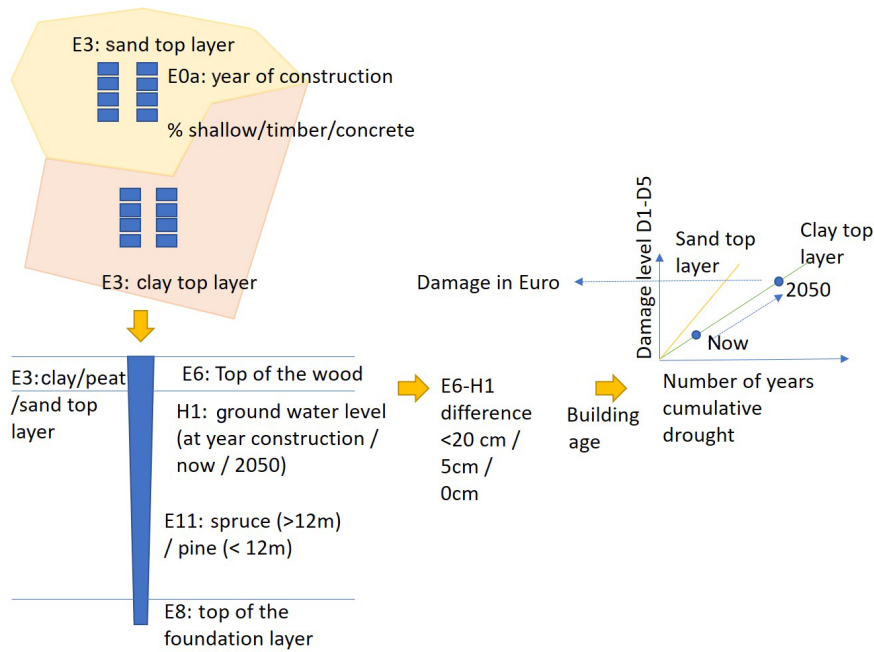 E3: sand top layer
E0a: year of construction
% shallow/timber/concrete
E3: clay top layer
E3:clay/peat
/sand top
layer
E6: Top of the wood
H1: ground water level
(at year construction /
now / 2050)
E11: spruce (>12m)
/ pine (< 12m)
E8: top of the
foundation layer
E6-H1
difference
<20 cm /
5cm /
0cm
Building
age
Damage in Euro
Damage level D1-D5
Sand top
layer
Clay top
layer
2050
Now
Number of years
cumulative
drought